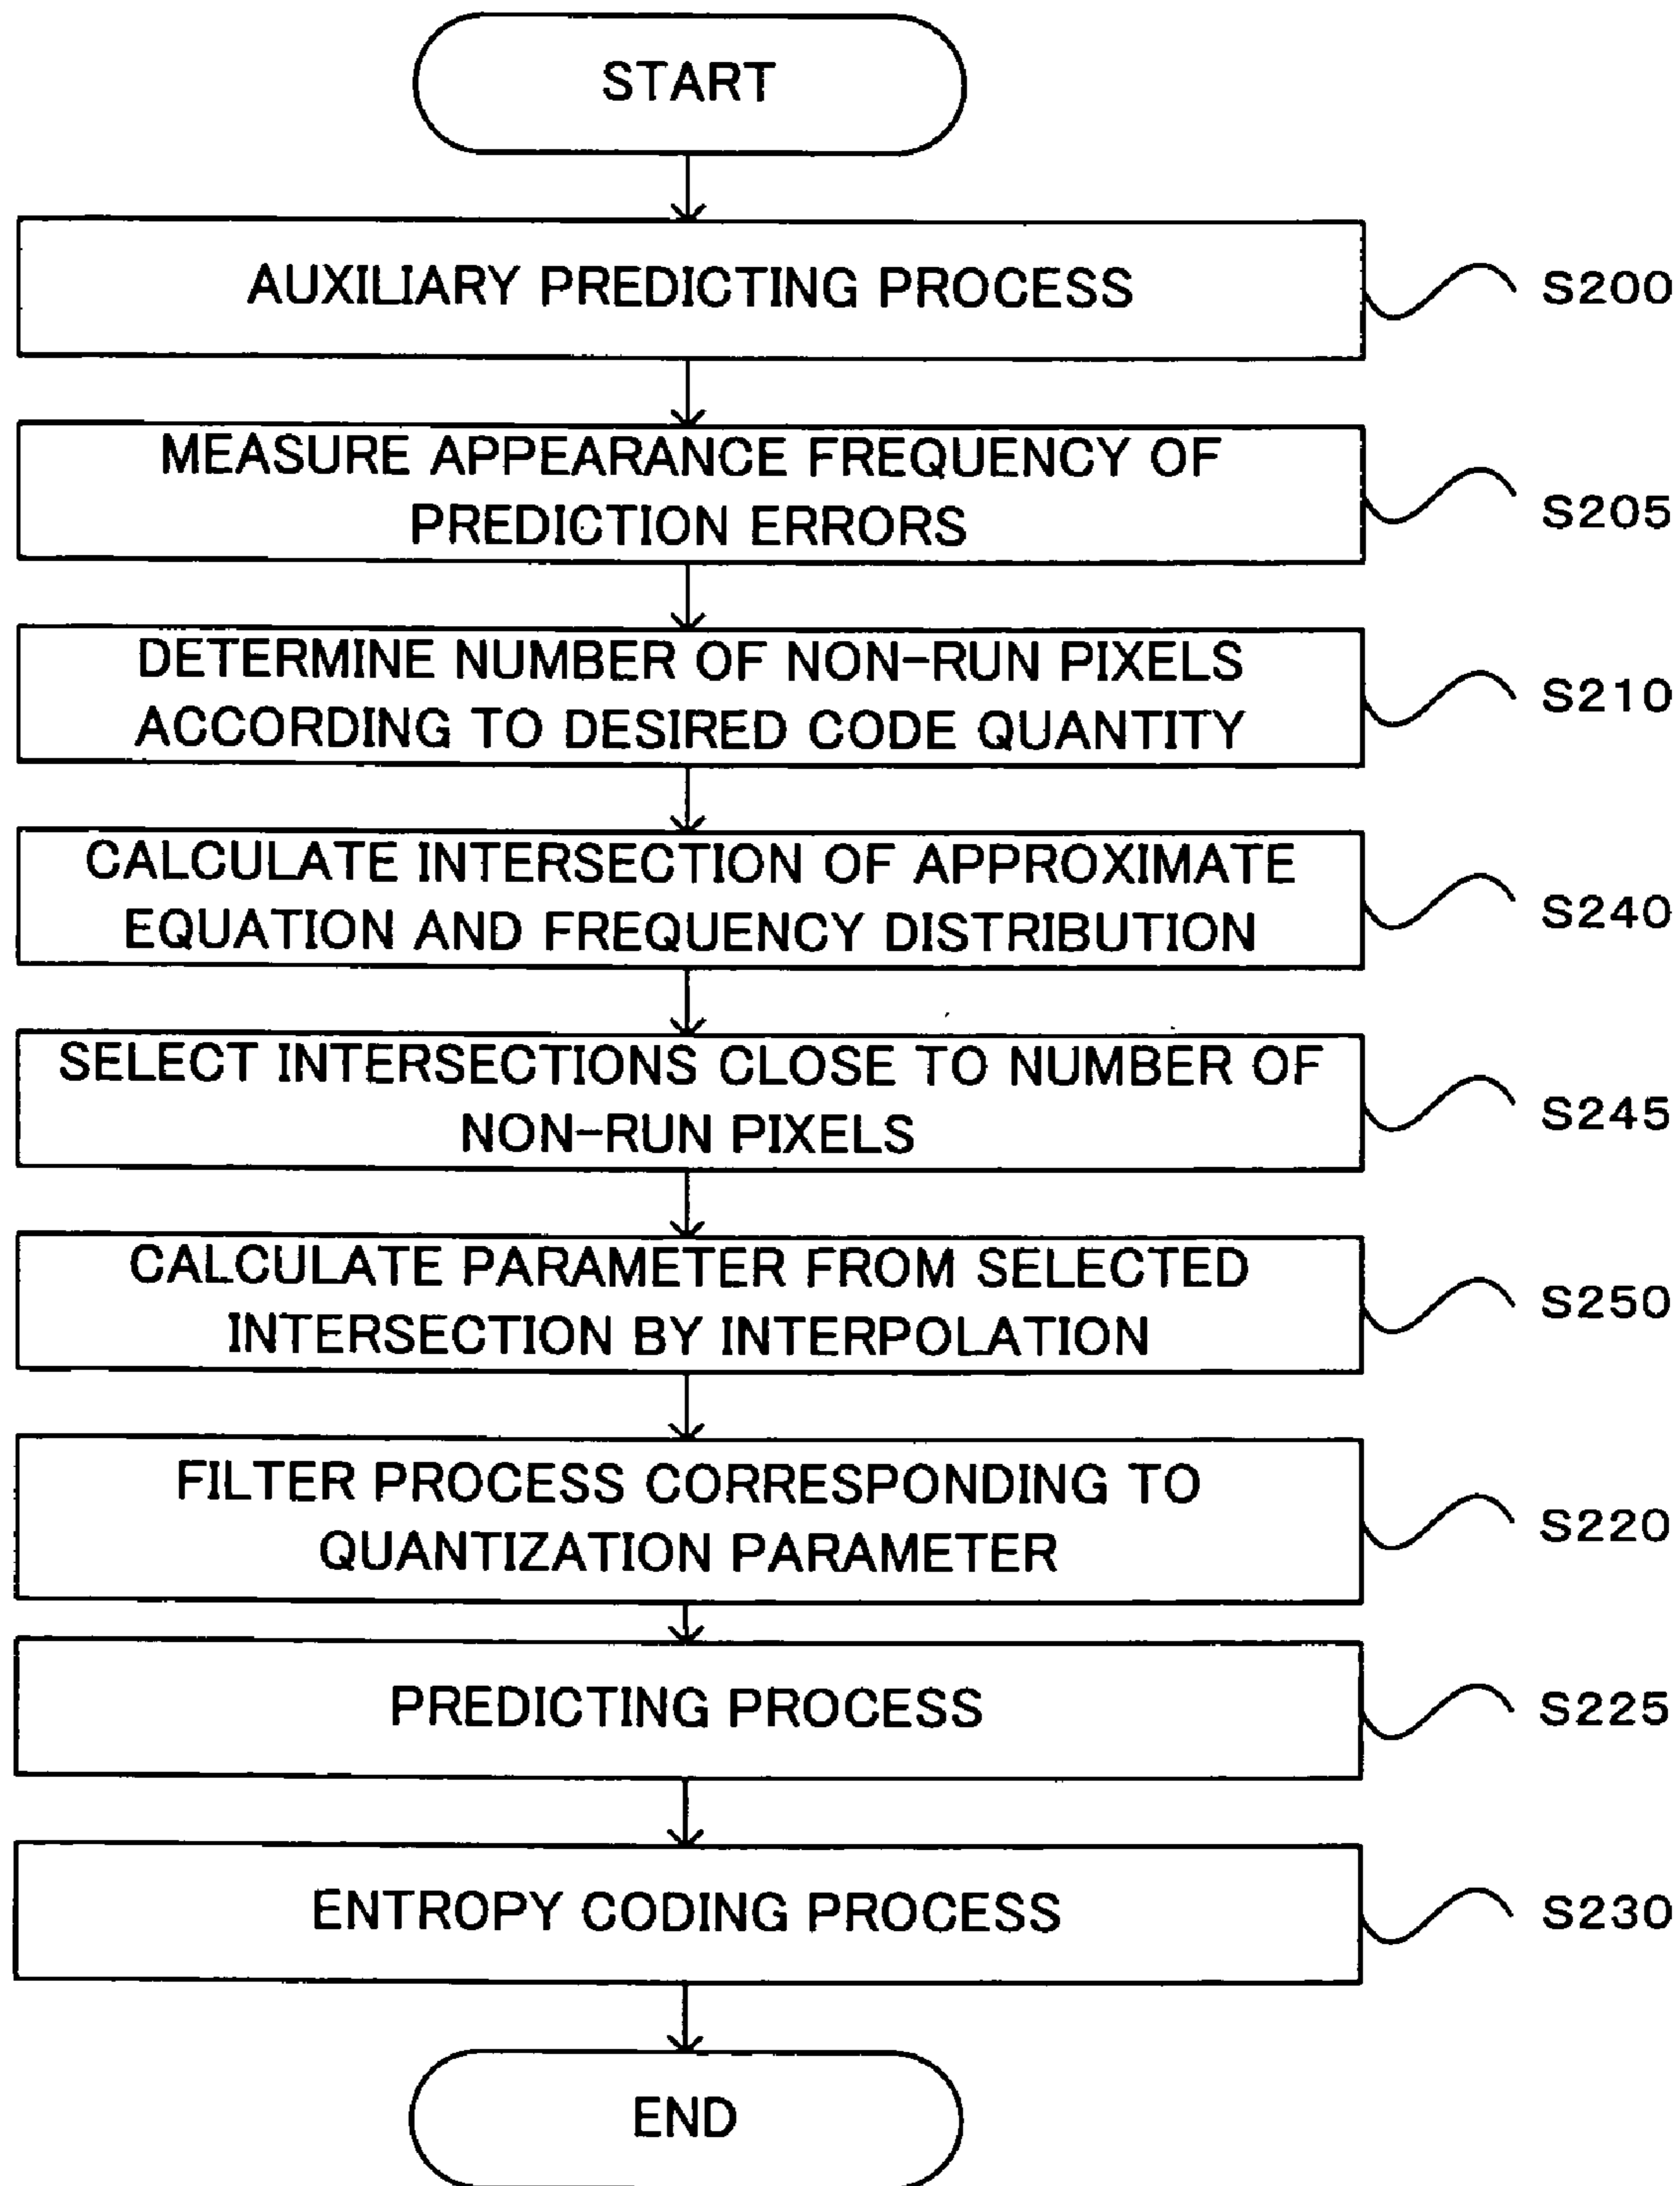 START
AUXILIARY PREDICTING PROCESS
S200
MEASURE APPEARANCE FREQUENCY OF
PREDICTION ERRORS
S205
DETERMINE NUMBER OF NON-RUN PIXELS
ACCORDING TO DESIRED CODE QUANTITY
S210
CALCULATE INTERSECTION OF APPROXIMATE
EQUATION AND FREQUENCY DISTRIBUTION
S240
SELECT INTERSECTIONS CLOSE TO NUMBER OF
NON-RUN PIXELS
S245
CALCULATE PARAMETER FROM SELECTED
INTERSECTION BY INTERPOLATION
S250
FILTER PROCESS CORRESPONDING TO
QUANTIZATION PARAMETER
S220
PREDICTING PROCESS
S225
ENTROPY CODING PROCESS
S230
END